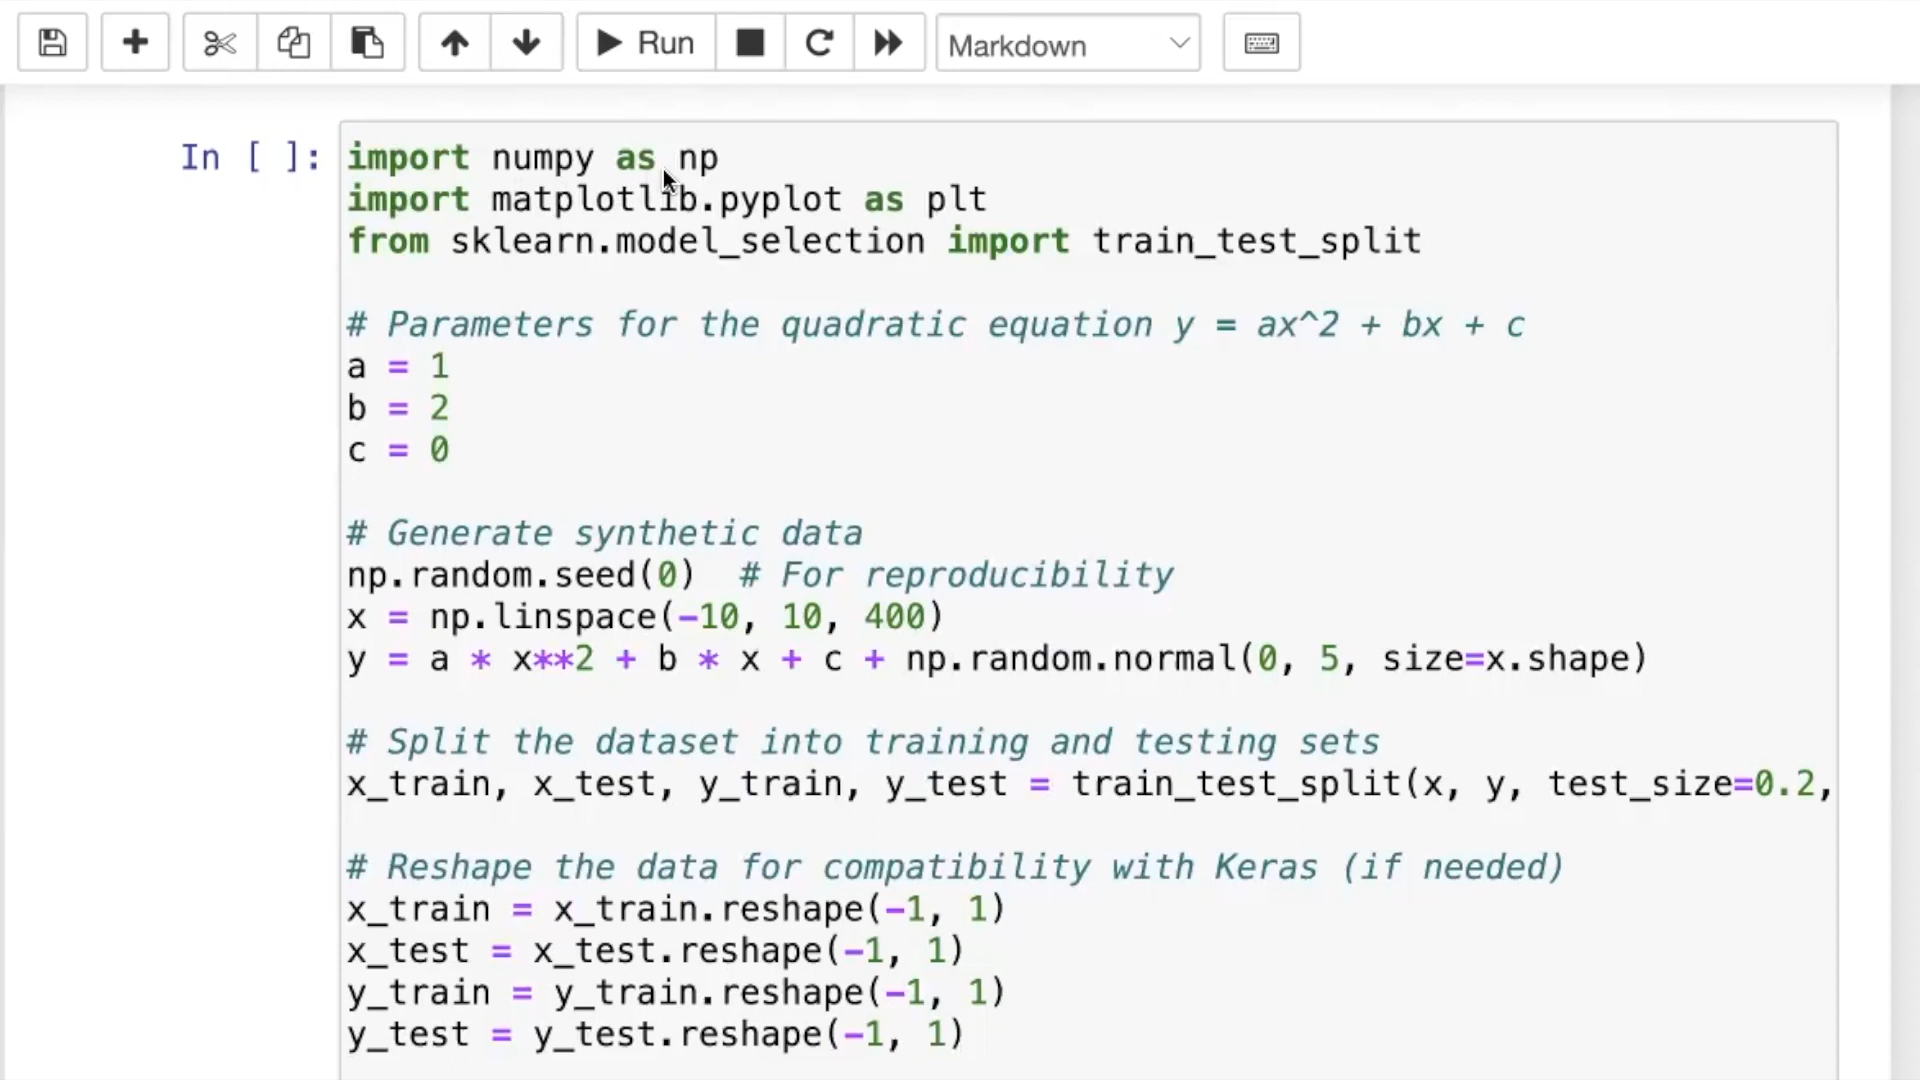 Run
Markdown
In [ ]:
import numpy as np
import matplotlib.pyplot as plt
from sklearn.model_selection import train_test_split
# Parameters for the quadratic equation y = ax^2 + bx + c
a = 1
b = 2
c = 0
# Generate synthetic data
np.random.seed(0)  # For reproducibility
x = np.linspace(-10, 10, 400)
y = a * x**2 + b * x + c + np.random.normal(0, 5, size=x.shape)
# Split the dataset into training and testing sets
x_train, x_test, y_train, y_test = train_test_split(x, y, test_size=0.2,
# Reshape the data for compatibility with Keras (if needed)
x_train = x_train.reshape(-1, 1)
x_test = x_test.reshape(-1, 1)
y_train = y_train.reshape(-1, 1)
y_test = y_test.reshape(-1, 1)